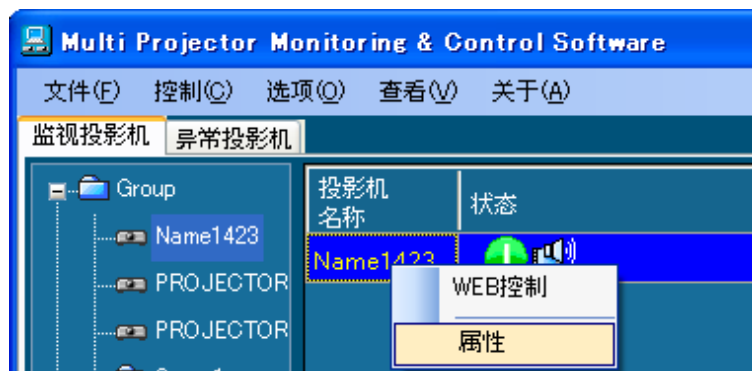 Multi Projector Monitoring & Control Software
文件(F) 控制(C) 选项(O) 查看(V) 关于(A)
监视投影机 异常投影机
Group
Name1423
PROJECTOR
PROJECTOR
投影机
名称
状态
Name1423
WEB控制
属性